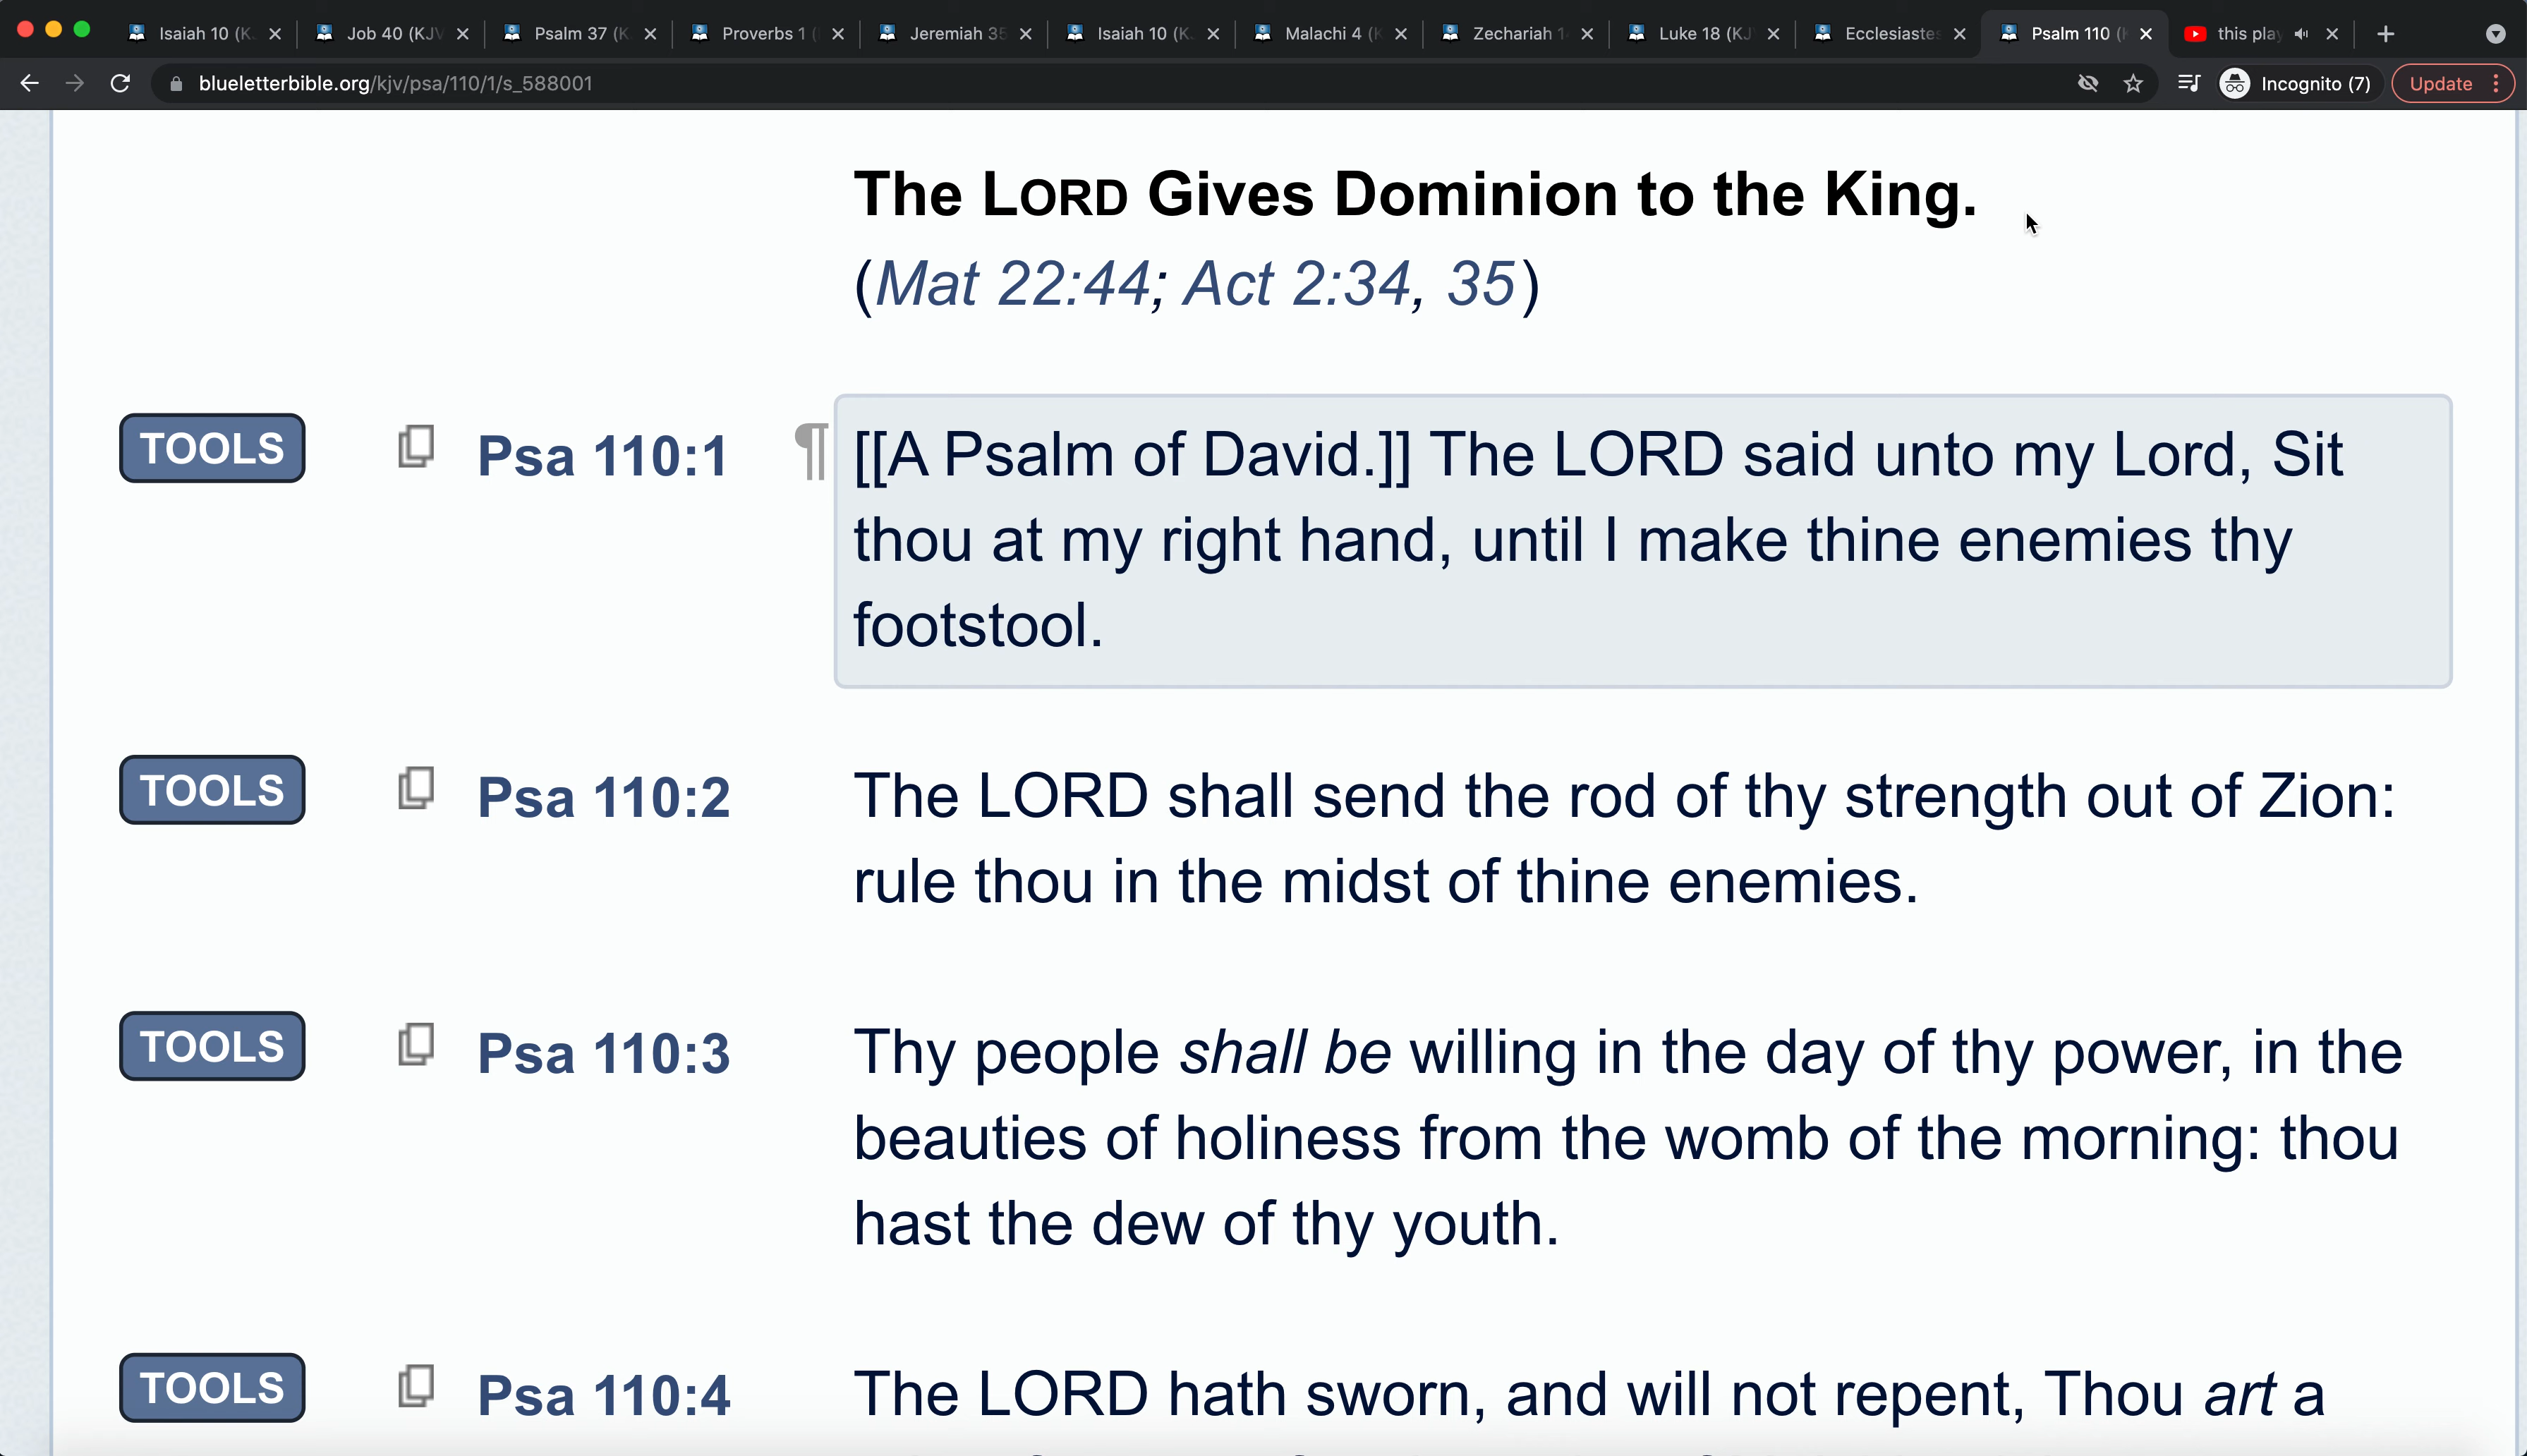 Isaiah 10 (K
Job 40 (KJV
Psalm 37 (K
Proverbs 1 (
Jeremiah 35
Isaiah 10 (K
Malachi 4 (K
Zechariah 1
Luke 18 (KJ
Ecclesiastes
Psalm 110 (
this play
blueletterbible.org/kjv/psa/110/1/s_588001
Incognito (7)
Update
The LORD Gives Dominion to the King.
(Mat 22:44; Act 2:34, 35)
TOOLS Psa 110:1 ¶ [[A Psalm of David.]] The LORD said unto my Lord, Sit
thou at my right hand, until I make thine enemies thy
footstool.
TOOLS Psa 110:2 The LORD shall send the rod of thy strength out of Zion:
rule thou in the midst of thine enemies.
TOOLS Psa 110:3 Thy people shall be willing in the day of thy power, in the
beauties of holiness from the womb of the morning: thou
hast the dew of thy youth.
TOOLS Psa 110:4 The LORD hath sworn, and will not repent, Thou art a